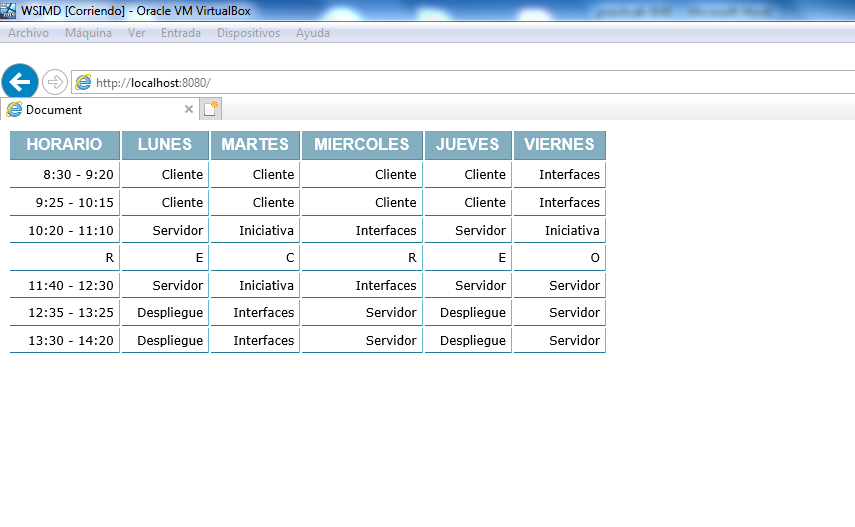 WSIMD [Corriendo] - Oracle VM VirtualBox
Archivo Máquina Ver Entrada Dispositivos Ayuda
http://localhost:8080/
Document
HORARIO LUNES MARTES MIERCOLES JUEVES VIERNES
8:30 - 9:20 Cliente Cliente Cliente Cliente Interfaces
9:25 - 10:15 Cliente Cliente Cliente Cliente Interfaces
10:20 - 11:10 Servidor Iniciativa Interfaces Servidor Iniciativa
R E C R E O
11:40 - 12:30 Servidor Iniciativa Interfaces Servidor Servidor
12:35 - 13:25 Despliegue Interfaces Servidor Despliegue Servidor
13:30 - 14:20 Despliegue Interfaces Servidor Despliegue Servidor